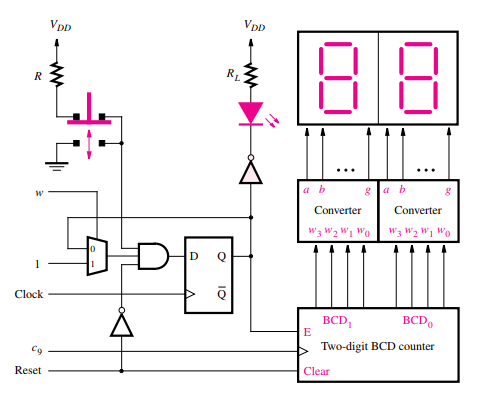 V_DD V_DD
R
R_L
w
a b g a b g
Converter Converter
w_3 w_2 w_1 w_0 w_3 w_2 w_1 w_0
0
1
1
D Q
Q̅
Clock
BCD_1 BCD_0
E
Two-digit BCD counter
c_9
Reset
Clear